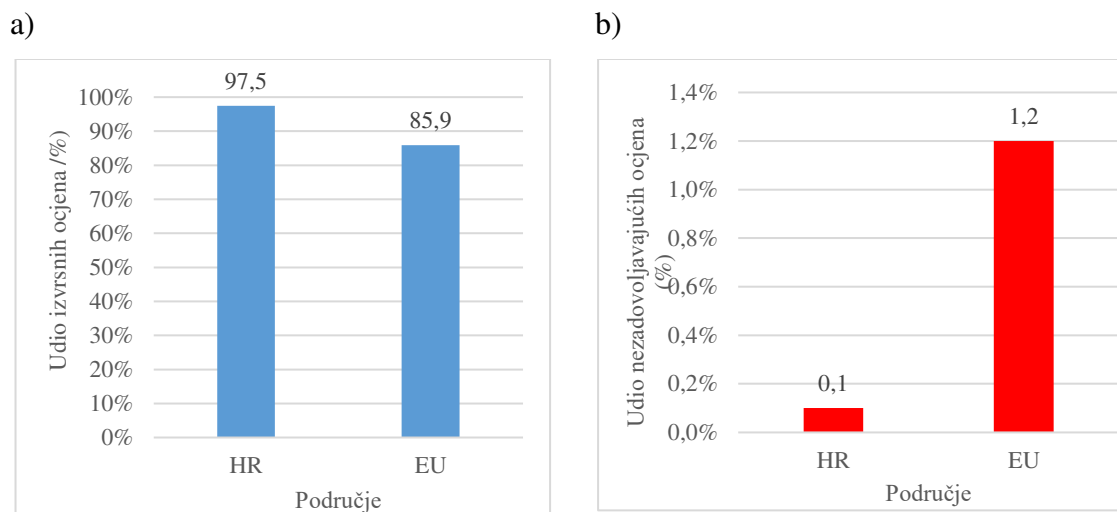 a)
97,5
85,9
100%
90%
80%
70%
60%
50%
40%
30%
20%
10%
0%
Udio izvrsnih ocjena /%)
HR
EU
Područje
b)
1,2
0,1
1,4%
1,2%
1,0%
0,8%
0,6%
0,4%
0,2%
0,0%
Udio nezadovoljavajućih ocjena
(%)
HR
EU
Područje